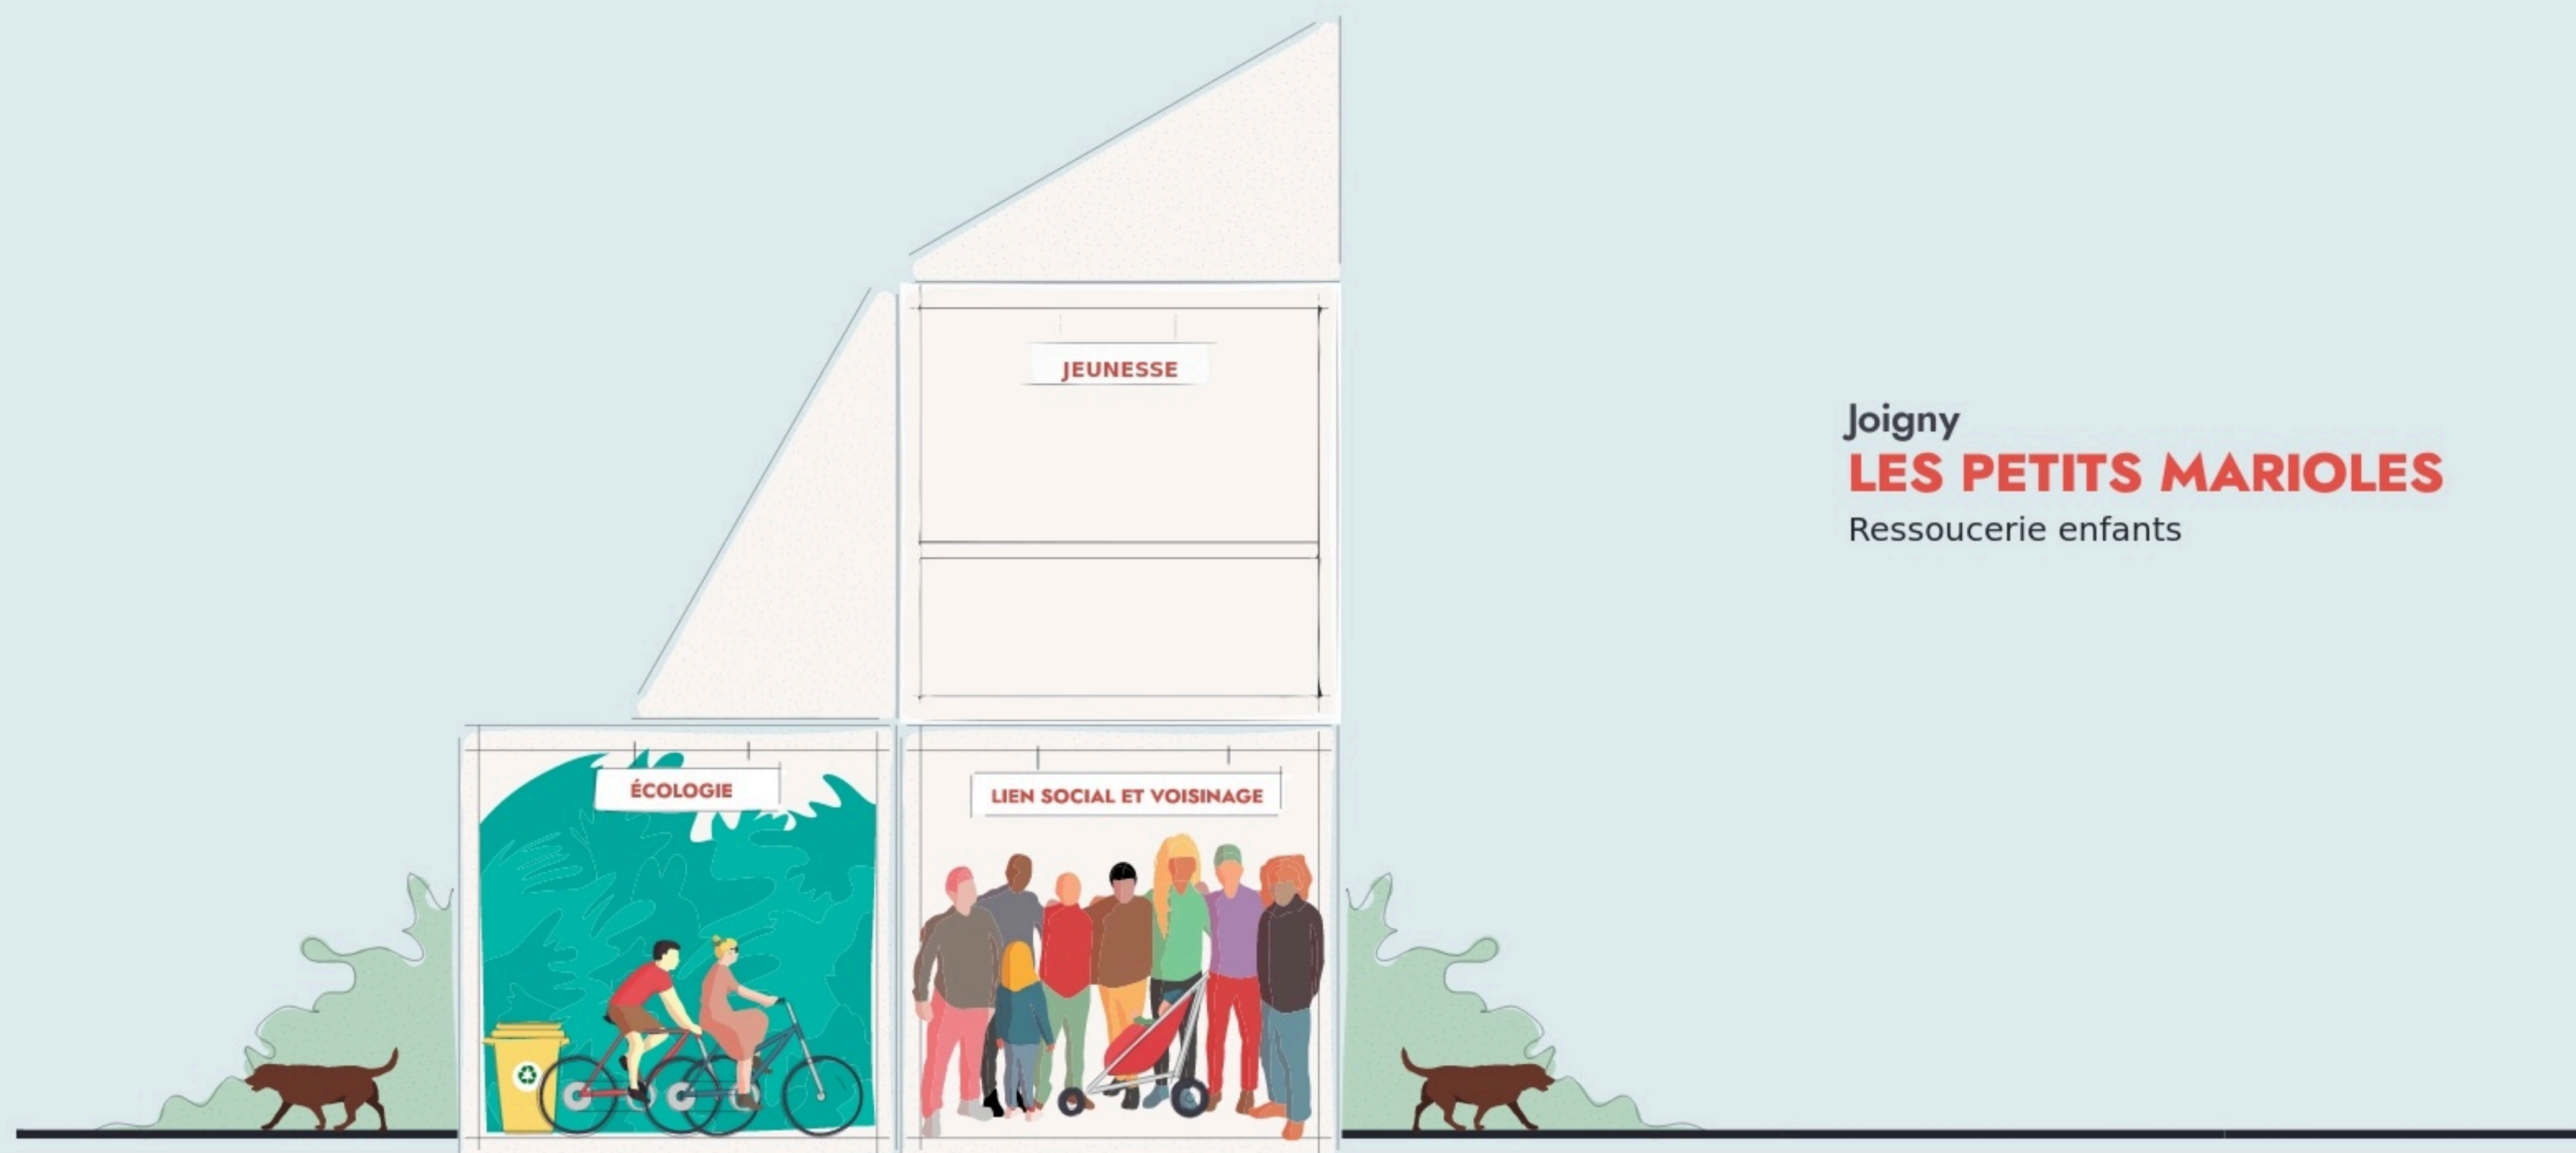 JEUNESSE
Joigny
LES PETITS MARIOLES
Ressoucerie enfants
ÉCOLOGIE
LIEN SOCIAL ET VOISINAGE